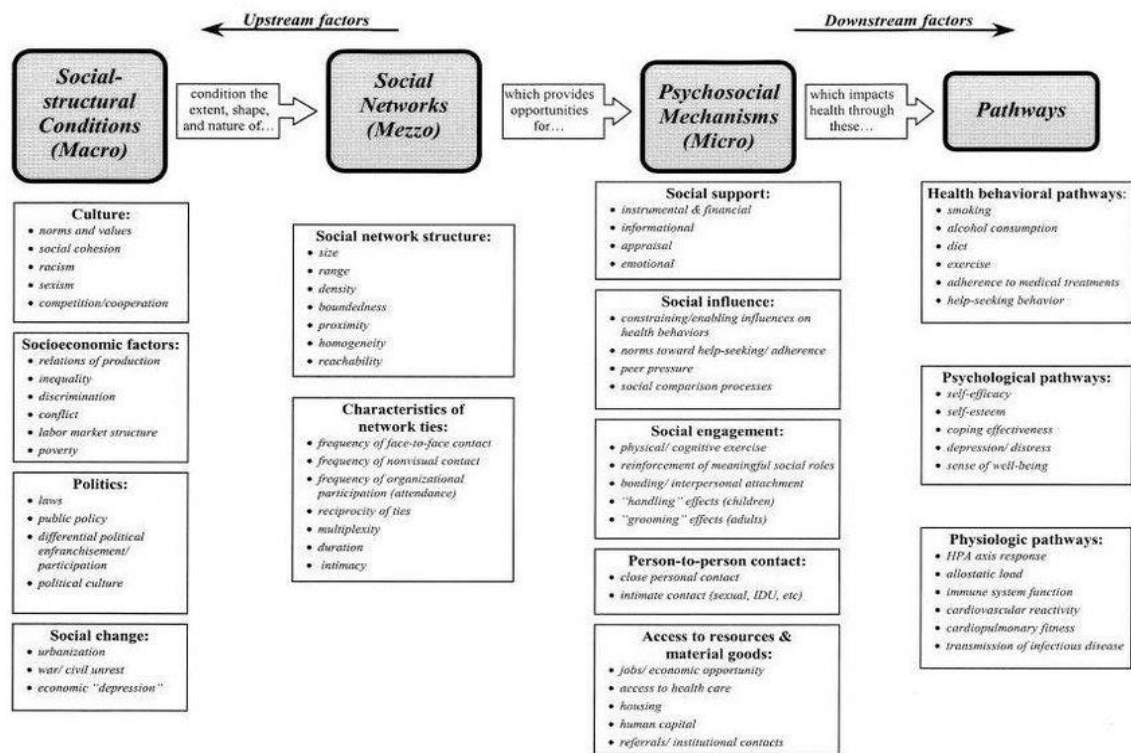 Upstream factors
Downstream factors
Social-
structural
Conditions
(Macro)
condition the
extent, shape,
and nature of…
Social
Networks
(Mezzo)
which provides
opportunities
for…
Psychosocial
Mechanisms
(Micro)
which impacts
health through
these…
Pathways
Culture:
• norms and values
• social cohesion
• racism
• sexism
• competition/cooperation
Socioeconomic factors:
• relations of production
• inequality
• discrimination
• conflict
• labor market structure
• poverty
Politics:
• laws
• public policy
• differential political
enfranchisement/
participation
• political culture
Social change:
• urbanization
• war/ civil unrest
• economic "depression"
Social network structure:
• size
• range
• density
• boundedness
• proximity
• homogeneity
• reachability
Characteristics of
network ties:
• frequency of face-to-face contact
• frequency of nonvisual contact
• frequency of organizational
participation (attendance)
• reciprocity of ties
• multiplexity
• duration
• intimacy
Social support:
• instrumental & financial
• informational
• appraisal
• emotional
Social influence:
• constraining/enabling influences on
health behaviors
• norms toward help-seeking/ adherence
• peer pressure
• social comparison processes
Social engagement:
• physical/ cognitive exercise
• reinforcement of meaningful social roles
• bonding/ interpersonal attachment
• "handling" effects (children)
• "grooming" effects (adults)
Person-to-person contact:
• close personal contact
• intimate contact (sexual, IDU, etc)
Access to resources &
material goods:
• jobs/ economic opportunity
• access to health care
• housing
• human capital
• referrals/ institutional contacts
Health behavioral pathways:
• smoking
• alcohol consumption
• diet
• exercise
• adherence to medical treatments
• help-seeking behavior
Psychological pathways:
• self-efficacy
• self-esteem
• coping effectiveness
• depression/ distress
• sense of well-being
Physiologic pathways:
• HPA axis response
• allostatic load
• immune system function
• cardiovascular reactivity
• cardiopulmonary fitness
• transmission of infectious disease